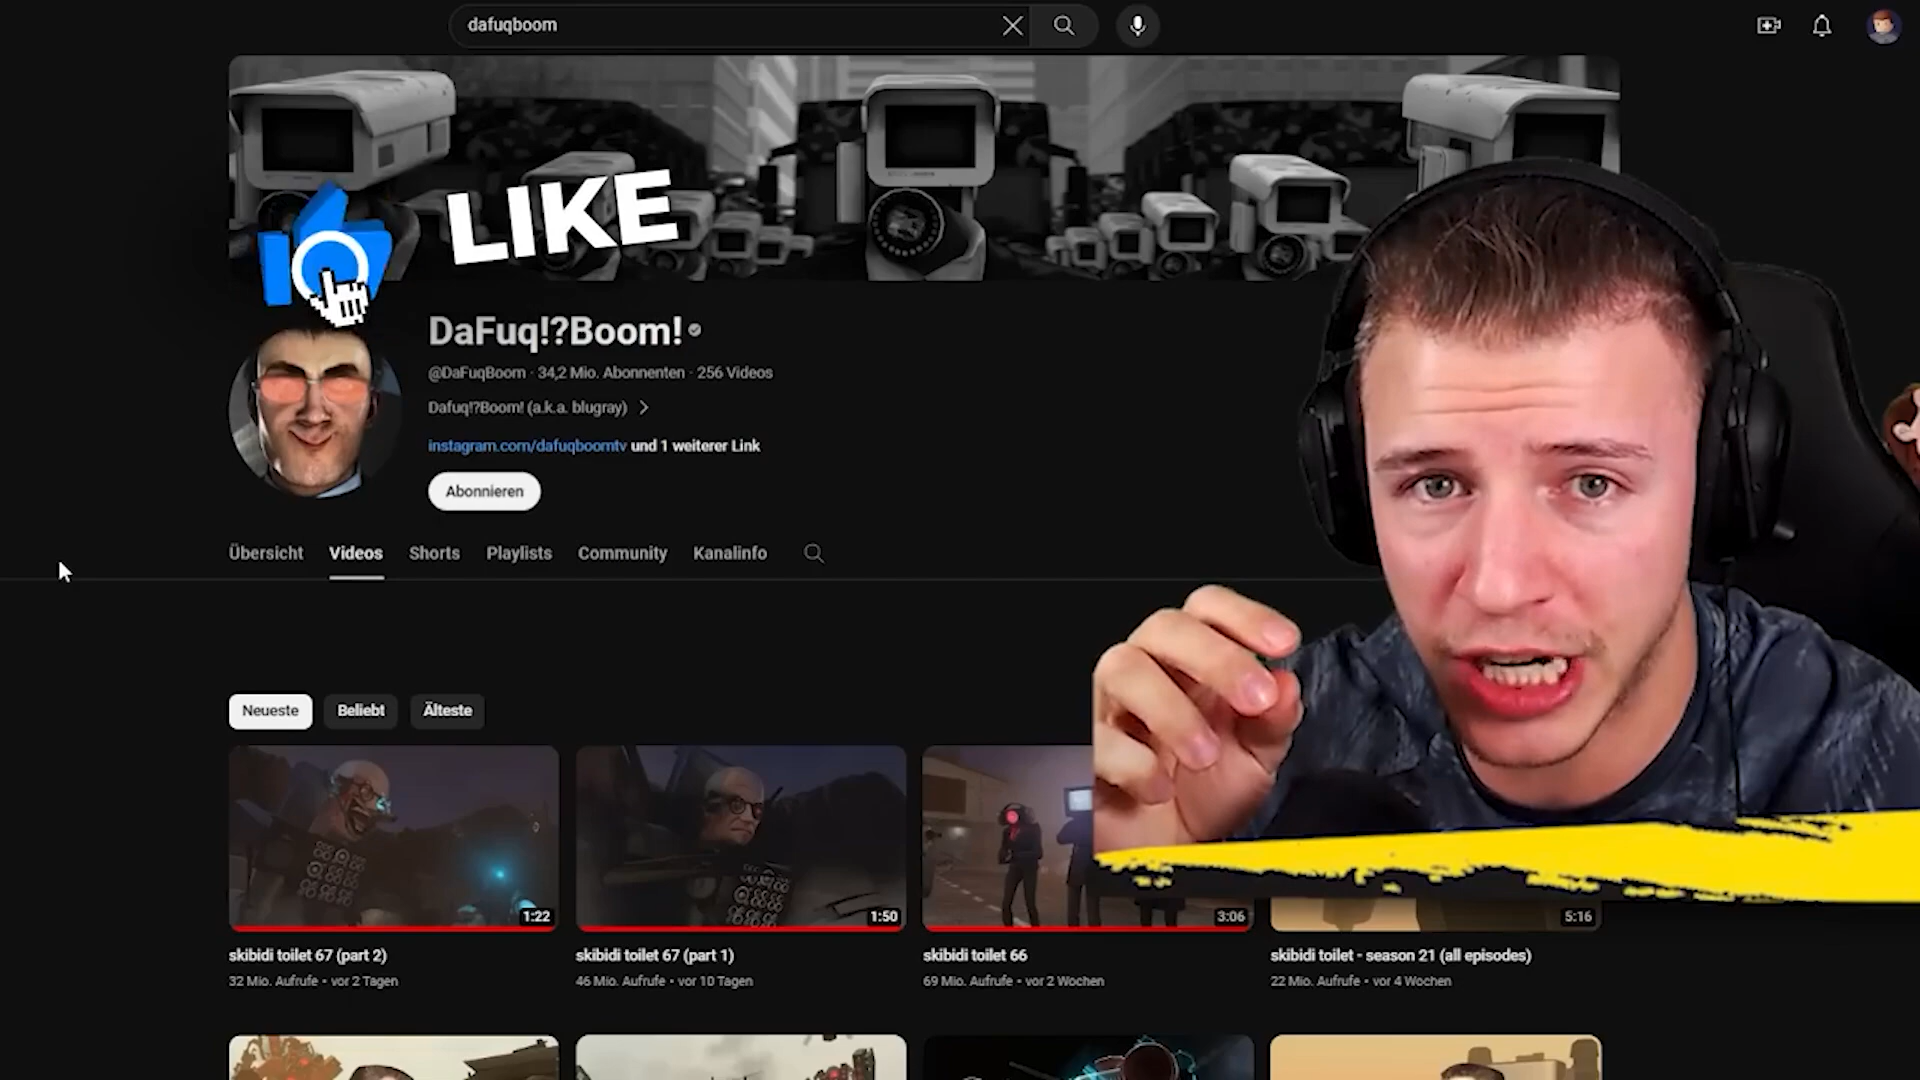 dafuqboom
LIKE
DaFuq!?Boom!
@DaFuqBoom · 34,2 Mio. Abonnenten · 256 Videos
Dafuq!?Boom! (a.k.a. blugray)
instagram.com/dafuqboomtv und 1 weiterer Link
Abonnieren
Übersicht Videos Shorts Playlists Community Kanalinfo
Neueste Beliebt Älteste
1:22 1:50 3:06 5:16
skibidi toilet 67 (part 2) skibidi toilet 67 (part 1) skibidi toilet 66 skibidi toilet - season 21 (all episodes)
32 Mio. Aufrufe • vor 2 Tagen 46 Mio. Aufrufe • vor 10 Tagen 69 Mio. Aufrufe • vor 2 Wochen 22 Mio. Aufrufe • vor 4 Wochen